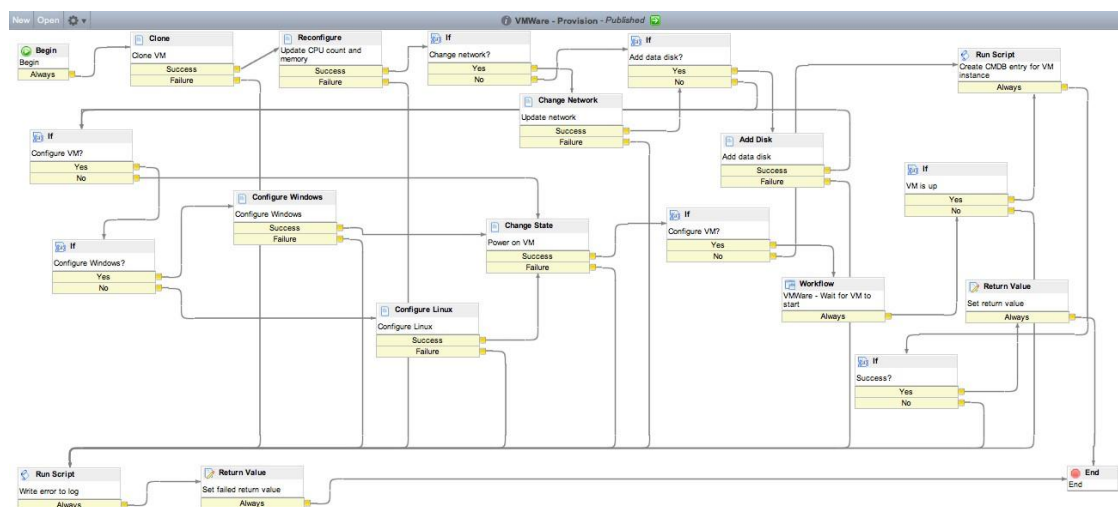 New Open
VMWare - Provision - Published
Begin
Begin
Always
Clone
Clone VM
Success
Failure
Reconfigure
Update CPU count and
memory
Success
Failure
If
Change network?
Yes
No
If
Add data disk?
Yes
No
Run Script
Create CMDB entry for VM
instance
Always
Change Network
Update network
Success
Failure
If
Configure VM?
Yes
No
Add Disk
Add data disk
Success
Failure
If
VM is up
Yes
No
Configure Windows
Configure Windows
Success
Failure
Change State
Power on VM
Success
Failure
If
Configure VM?
Yes
No
If
Configure Windows?
Yes
No
Workflow
VMWare - Wait for VM to
start
Always
Return Value
Set return value
Always
Configure Linux
Configure Linux
Success
Failure
If
Success?
Yes
No
Run Script
Write error to log
Always
Return Value
Set failed return value
Always
End
End